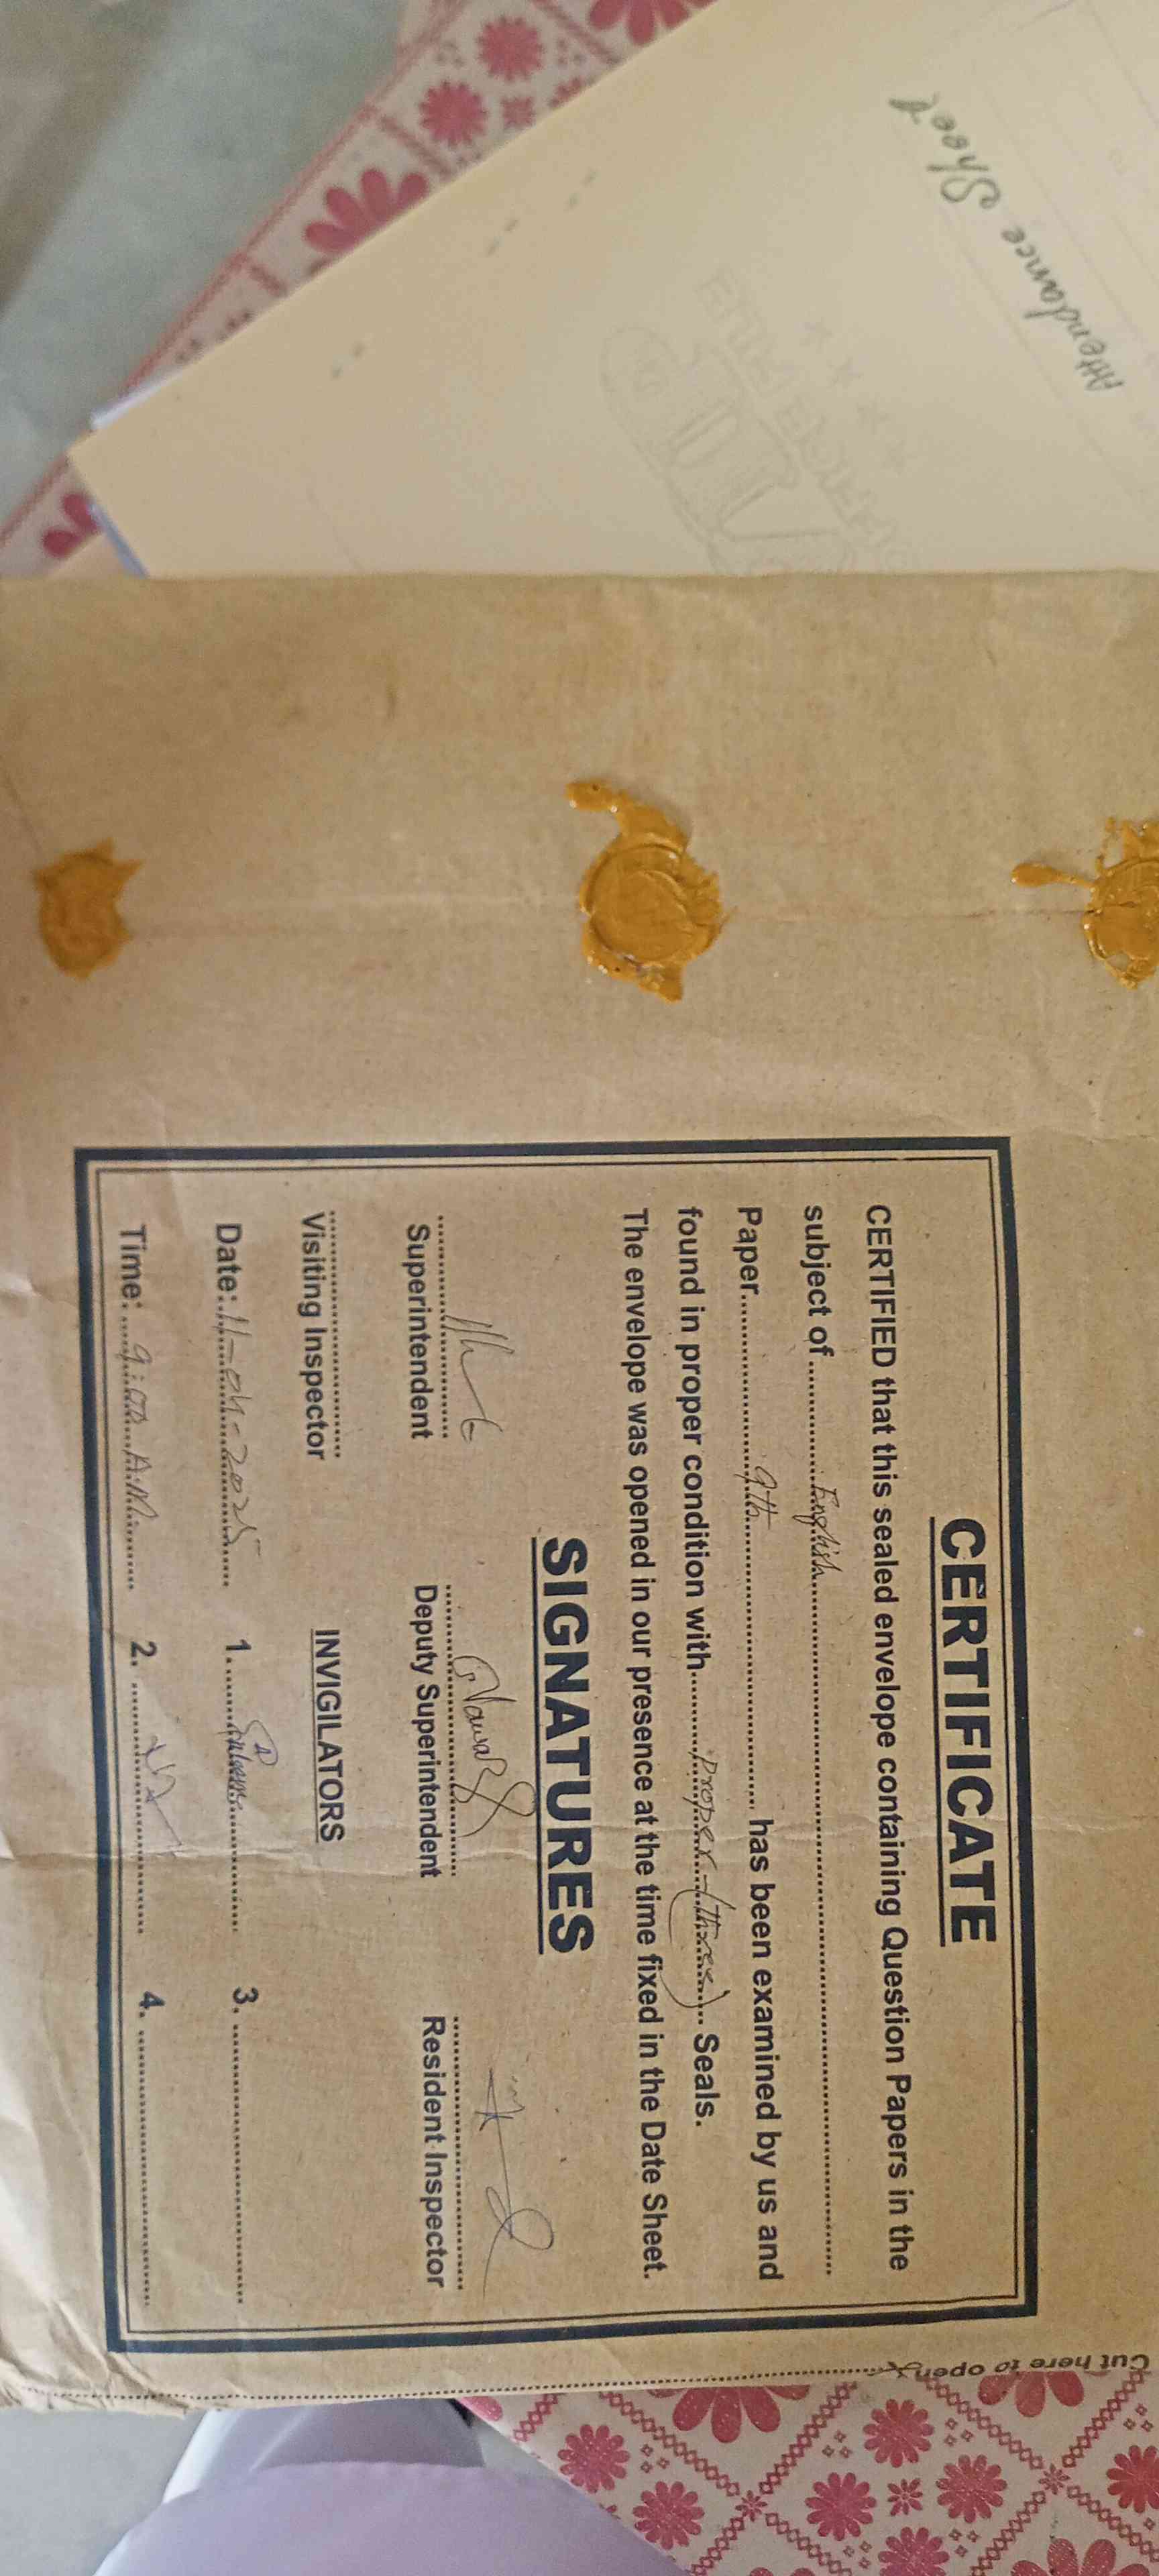 Attendance Sheet
OFFICE FILE
CERTIFICATE
CERTIFIED that this sealed envelope containing Question Papers in the
subject of ............English............
Paper............9th............ has been examined by us and
found in proper condition with.......proper (three)... Seals.
The envelope was opened in our presence at the time fixed in the Date Sheet.
SIGNATURES
Superintendent Deputy Superintendent Resident Inspector
Visiting Inspector INVIGILATORS
Date: 11-04-2025 1. 3.
Time: 9:00 A.M. 2. 4.
Cut here to open